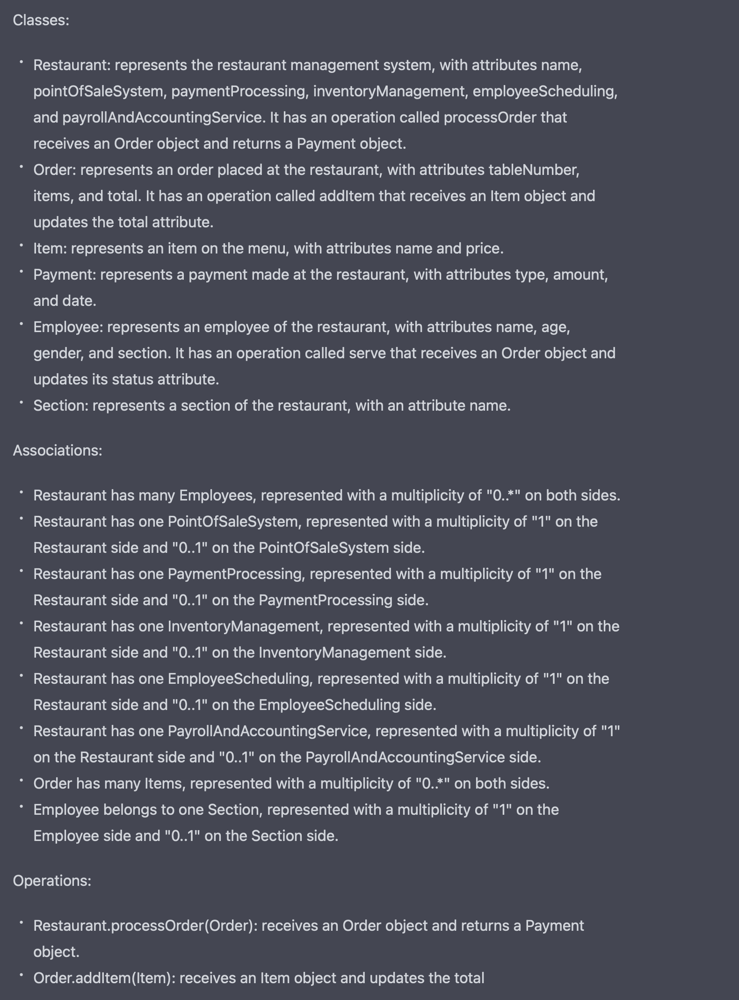 Classes:
• Restaurant: represents the restaurant management system, with attributes name,
pointOfSaleSystem, paymentProcessing, inventoryManagement, employeeScheduling,
and payrollAndAccountingService. It has an operation called processOrder that
receives an Order object and returns a Payment object.
• Order: represents an order placed at the restaurant, with attributes tableNumber,
items, and total. It has an operation called addItem that receives an Item object and
updates the total attribute.
• Item: represents an item on the menu, with attributes name and price.
• Payment: represents a payment made at the restaurant, with attributes type, amount,
and date.
• Employee: represents an employee of the restaurant, with attributes name, age,
gender, and section. It has an operation called serve that receives an Order object and
updates its status attribute.
• Section: represents a section of the restaurant, with an attribute name.
Associations:
• Restaurant has many Employees, represented with a multiplicity of "0..*" on both sides.
• Restaurant has one PointOfSaleSystem, represented with a multiplicity of "1" on the
Restaurant side and "0..1" on the PointOfSaleSystem side.
• Restaurant has one PaymentProcessing, represented with a multiplicity of "1" on the
Restaurant side and "0..1" on the PaymentProcessing side.
• Restaurant has one InventoryManagement, represented with a multiplicity of "1" on the
Restaurant side and "0..1" on the InventoryManagement side.
• Restaurant has one EmployeeScheduling, represented with a multiplicity of "1" on the
Restaurant side and "0..1" on the EmployeeScheduling side.
• Restaurant has one PayrollAndAccountingService, represented with a multiplicity of "1"
on the Restaurant side and "0..1" on the PayrollAndAccountingService side.
• Order has many Items, represented with a multiplicity of "0..*" on both sides.
• Employee belongs to one Section, represented with a multiplicity of "1" on the
Employee side and "0..1" on the Section side.
Operations:
• Restaurant.processOrder(Order): receives an Order object and returns a Payment
object.
• Order.addItem(Item): receives an Item object and updates the total